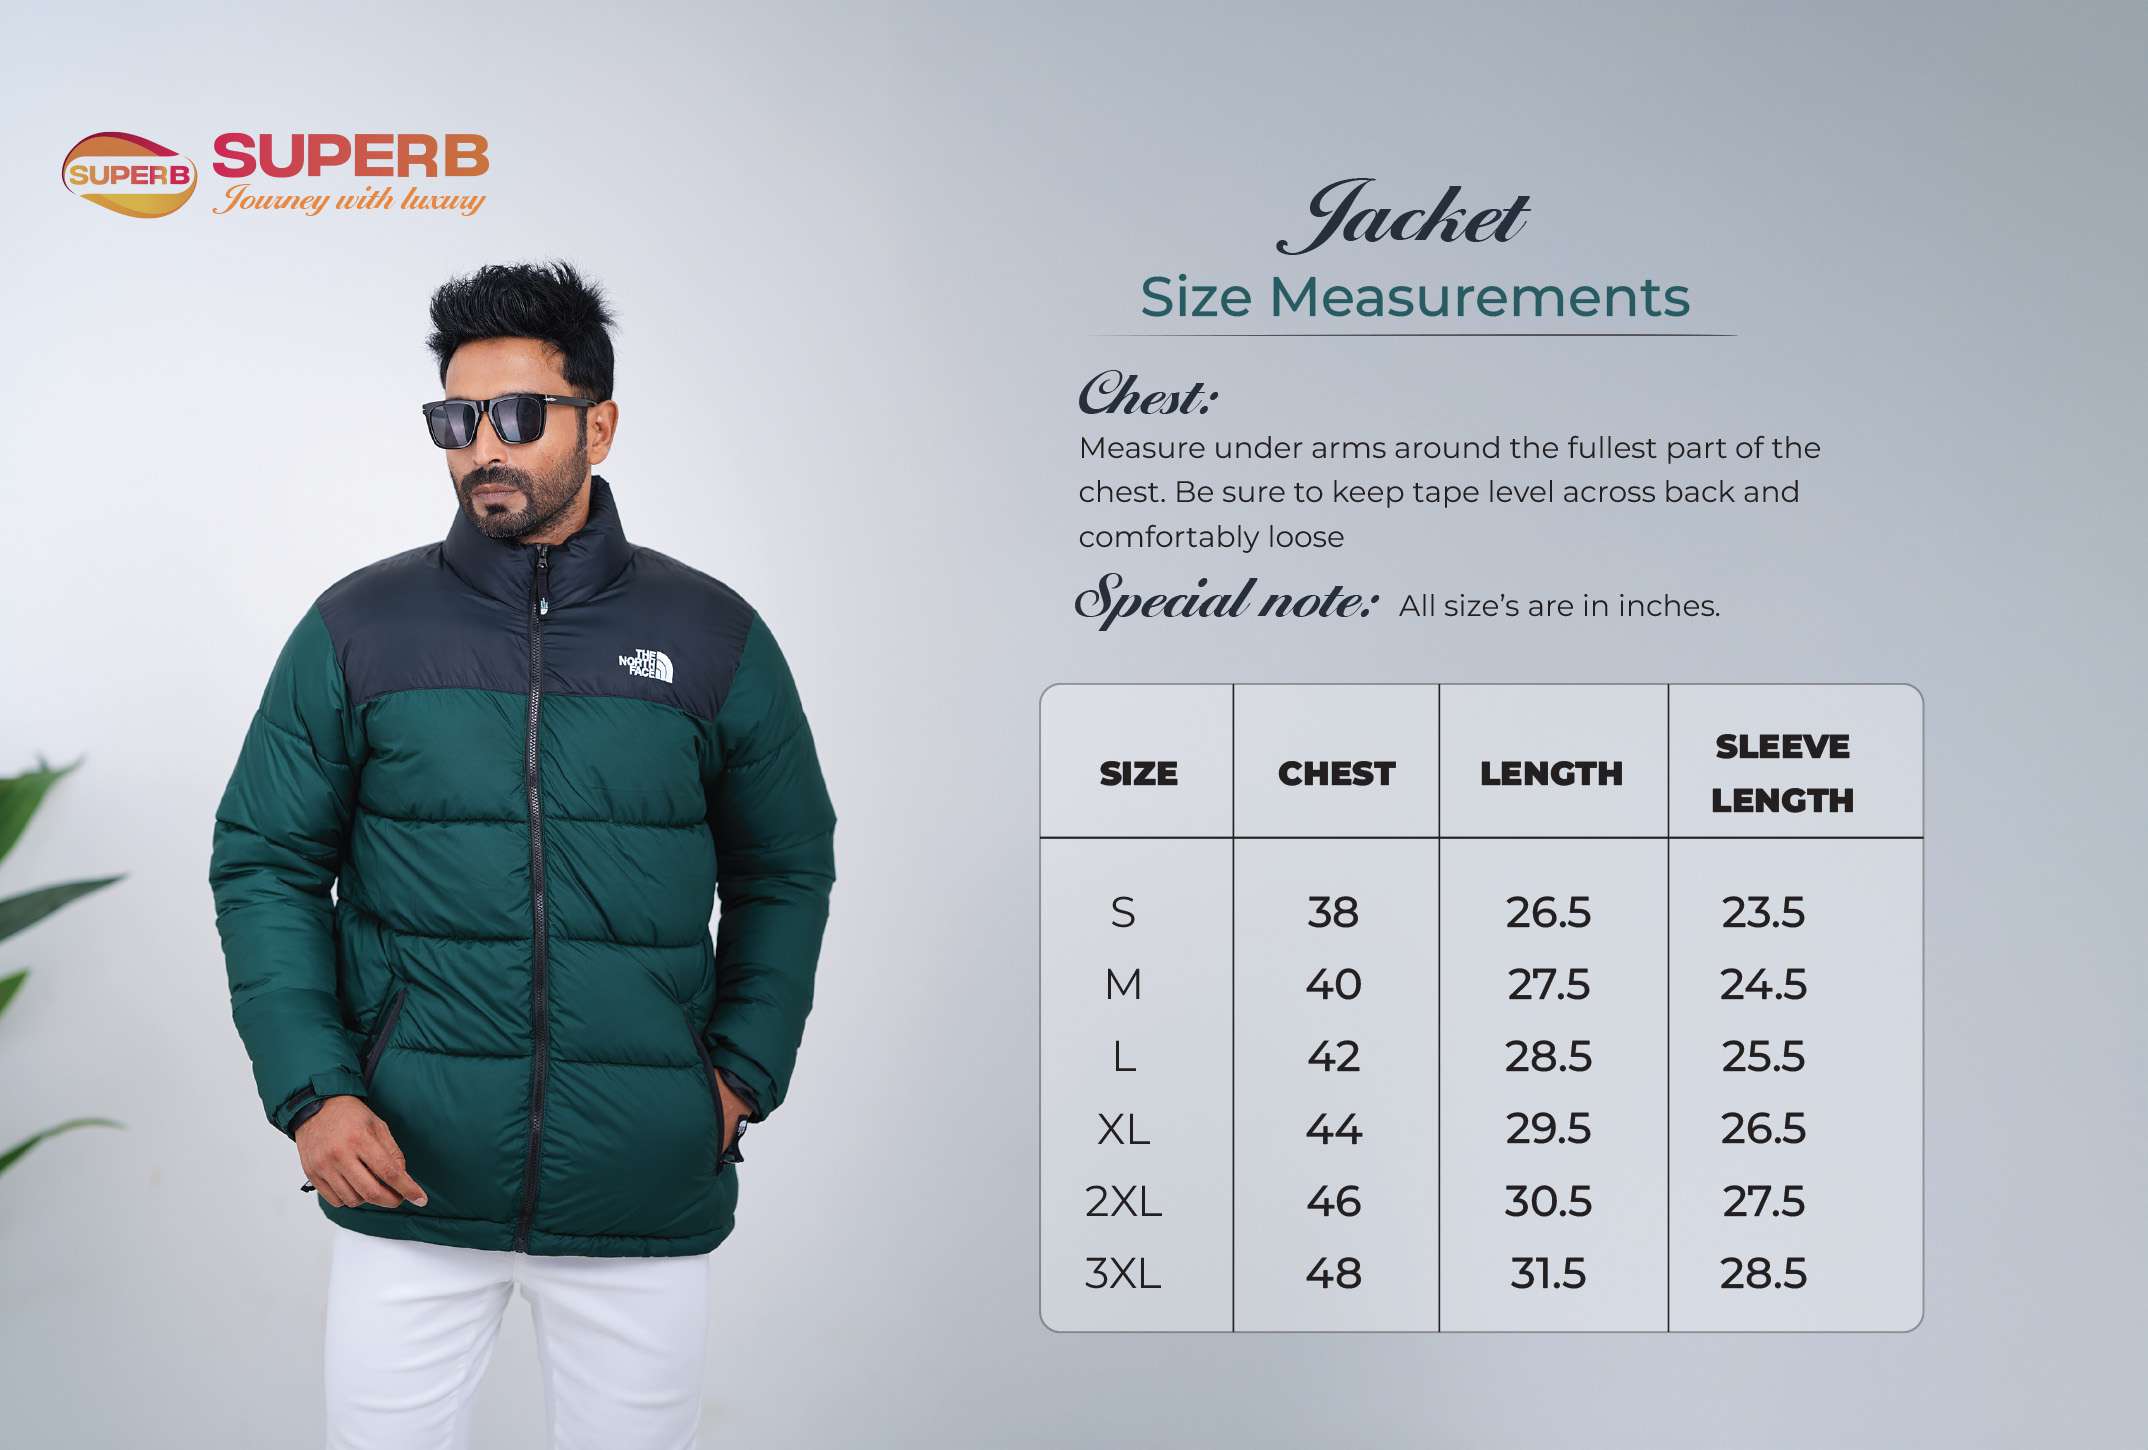 SUPERB
SUPERB
Journey with luxury
THE
NORTH
FACE
Jacket
Size Measurements
Chest:
Measure under arms around the fullest part of the
chest. Be sure to keep tape level across back and
comfortably loose
Special note: All size’s are in inches.
SIZE CHEST LENGTH SLEEVE LENGTH
S 38 26.5 23.5
M 40 27.5 24.5
L 42 28.5 25.5
XL 44 29.5 26.5
2XL 46 30.5 27.5
3XL 48 31.5 28.5